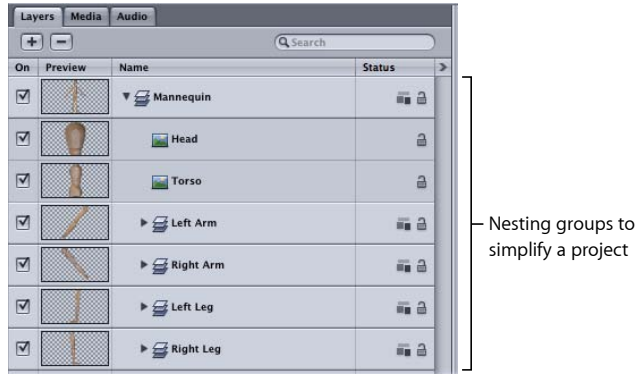 Layers Media Audio
Search
On Preview Name Status
Mannequin
Head
Torso
Left Arm
Right Arm
Left Leg
Right Leg
Nesting groups to
simplify a project